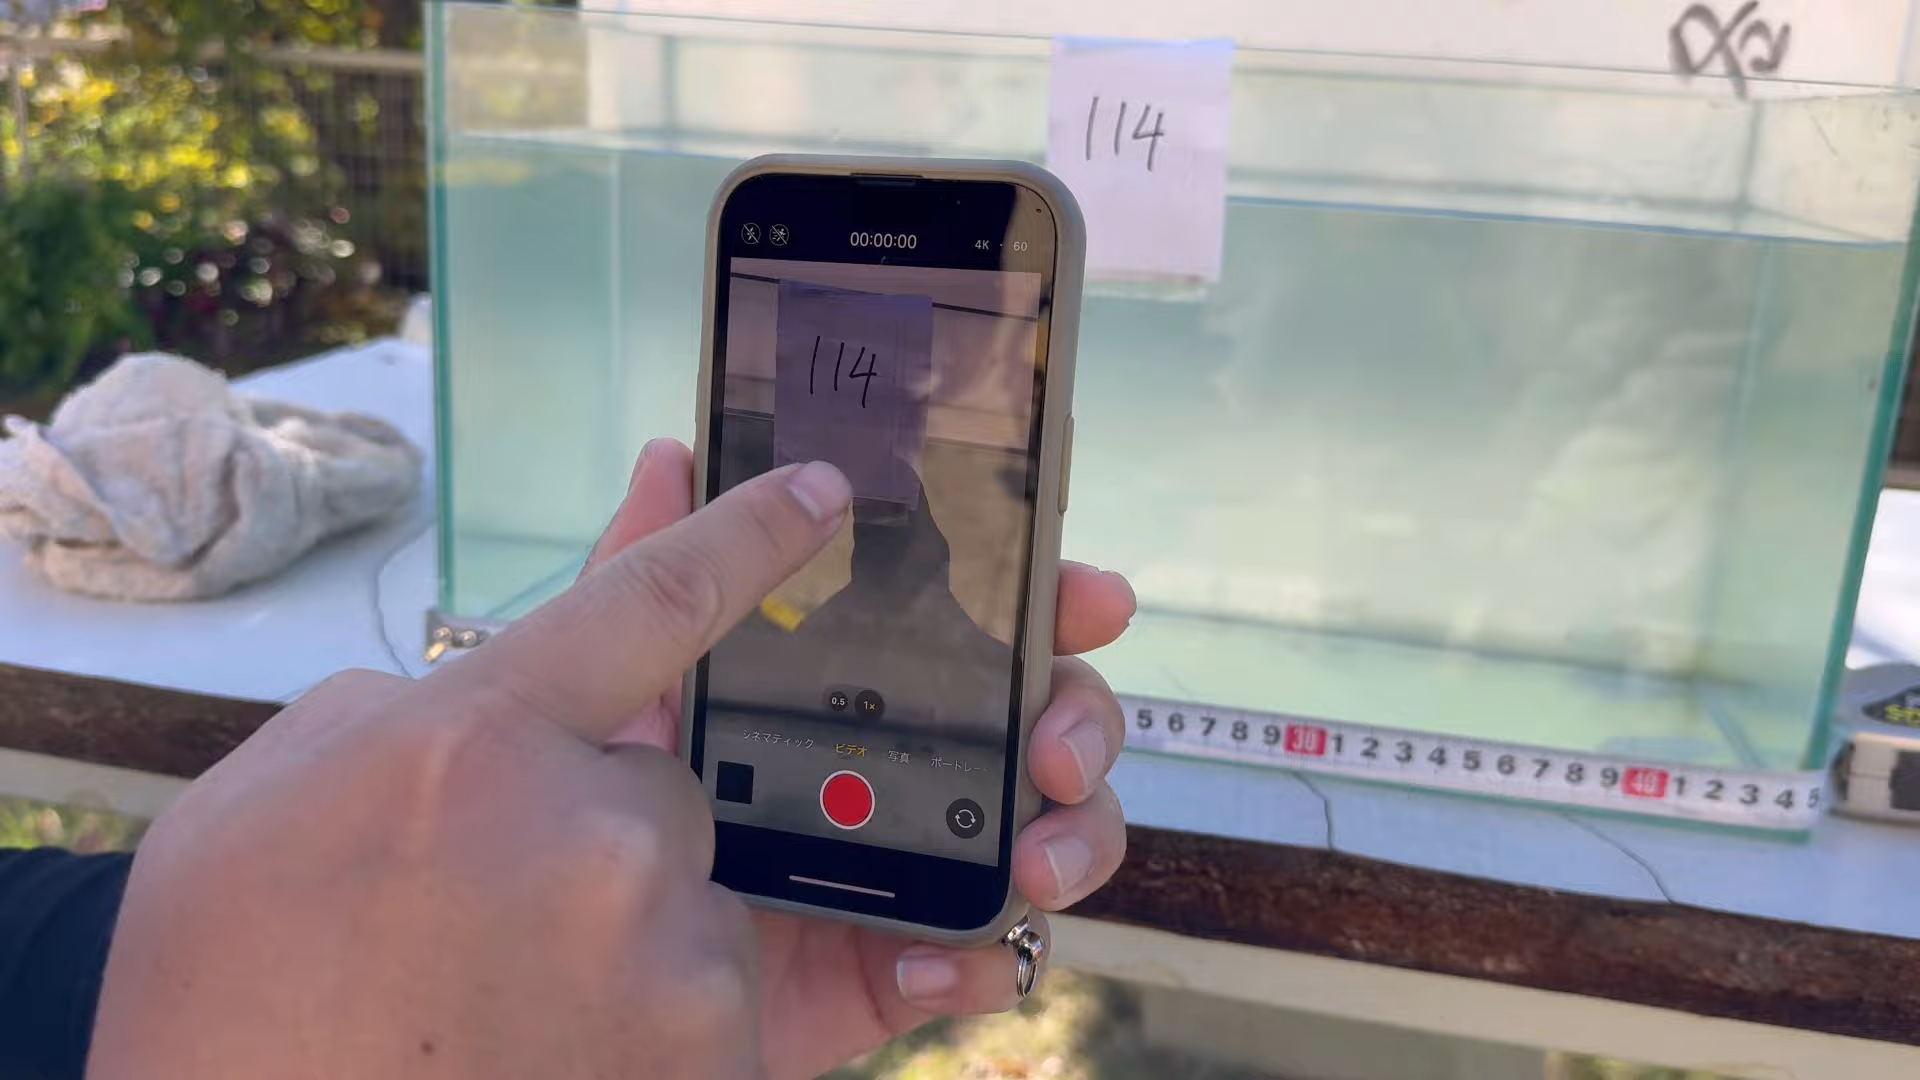 114
00:00:00
4K · 60
114
0.5 1×
シネマティック ビデオ 写真 ポートレー
5 6 7 8 9 30 1 2 3 4 5 6 7 8 9 40 1 2 3 4 5